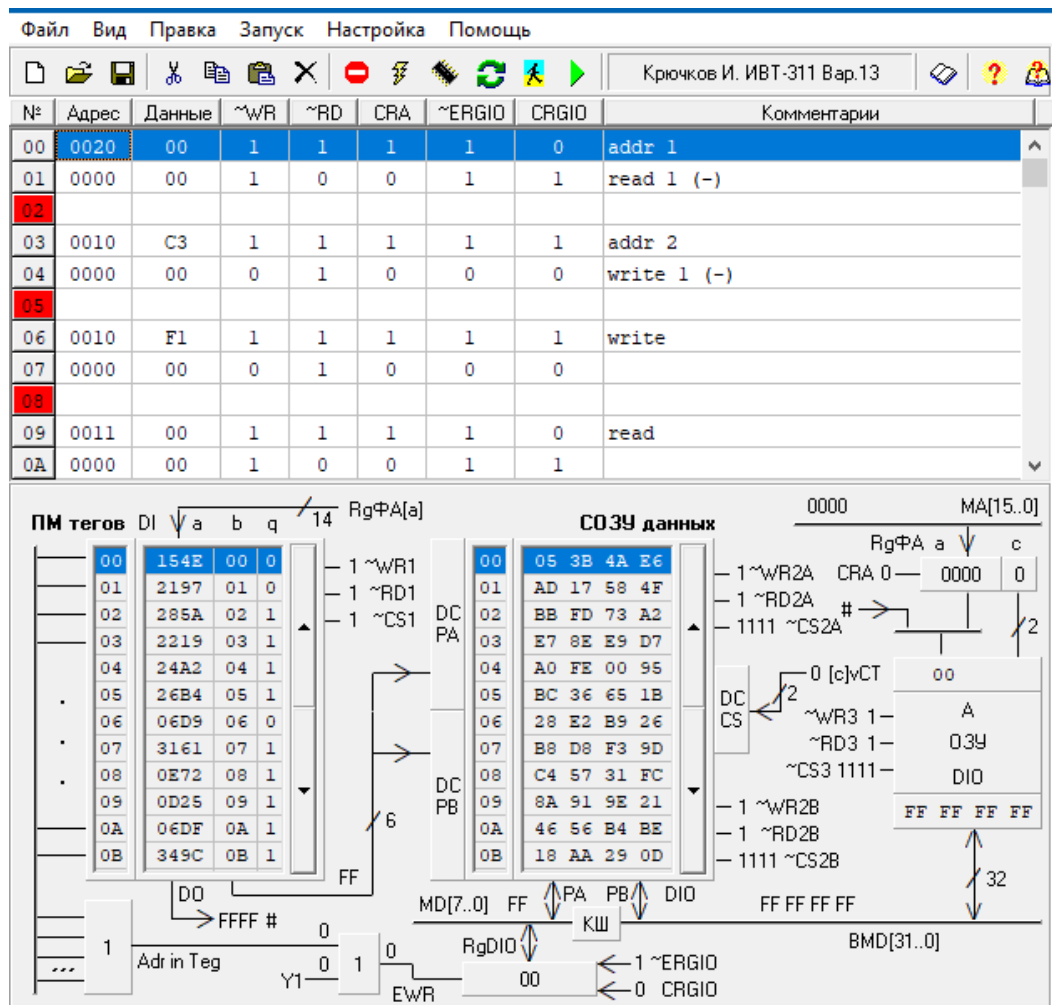 Файл Вид Правка Запуск Настройка Помощь
Крючков И. ИВТ-311 Вар.13
№ Адрес Данные ~WR ~RD CRA ~ERGIO CRGIO Комментарии
00 0020 00 1 1 1 1 0 addr 1
01 0000 00 1 0 0 1 1 read 1 (-)
02
03 0010 C3 1 1 1 1 1 addr 2
04 0000 00 0 1 0 0 0 write 1 (-)
05
06 0010 F1 1 1 1 1 1 write
07 0000 00 0 1 0 0 0
08
09 0011 00 1 1 1 1 0 read
0A 0000 00 1 0 0 1 1
ПМ тегов DI a b q 14 RgФА[a] СОЗУ данных 0000 MA[15..0]
RgФА a c
00 154E 00 0 1 ~WR1 00 05 3B 4A E6 1 ~WR2A CRA 0 0000 0
01 2197 01 0 1 ~RD1 01 AD 17 58 4F 1 ~RD2A #
02 285A 02 1 1 ~CS1 DC PA 02 BB FD 73 A2 1111 ~CS2A 2
03 2219 03 1 03 E7 8E E9 D7
04 24A2 04 1 04 A0 FE 00 95 0 [c]vCT 00
05 26B4 05 1 05 BC 36 65 1B DC CS 2
06 06D9 06 0 06 28 E2 B9 26 ~WR3 1 A
07 3161 07 1 07 B8 D8 F3 9D ~RD3 1 ОЗУ
08 0E72 08 1 DC PB 08 C4 57 31 FC ~CS3 1111 DIO
09 0D25 09 1 09 8A 91 9E 21 1 ~WR2B FF FF FF FF
0A 06DF 0A 1 6 0A 46 56 B4 BE 1 ~RD2B
0B 349C 0B 1 0B 18 AA 29 0D 1111 ~CS2B
FF 32
DO MD[7..0] FF PA PB DIO FF FF FF FF
FFFF # КШ
1 0 0 RgDIO BMD[31..0]
... Adr in Teg Y1 0 1 00 1 ~ERGIO
EWR 0 CRGIO